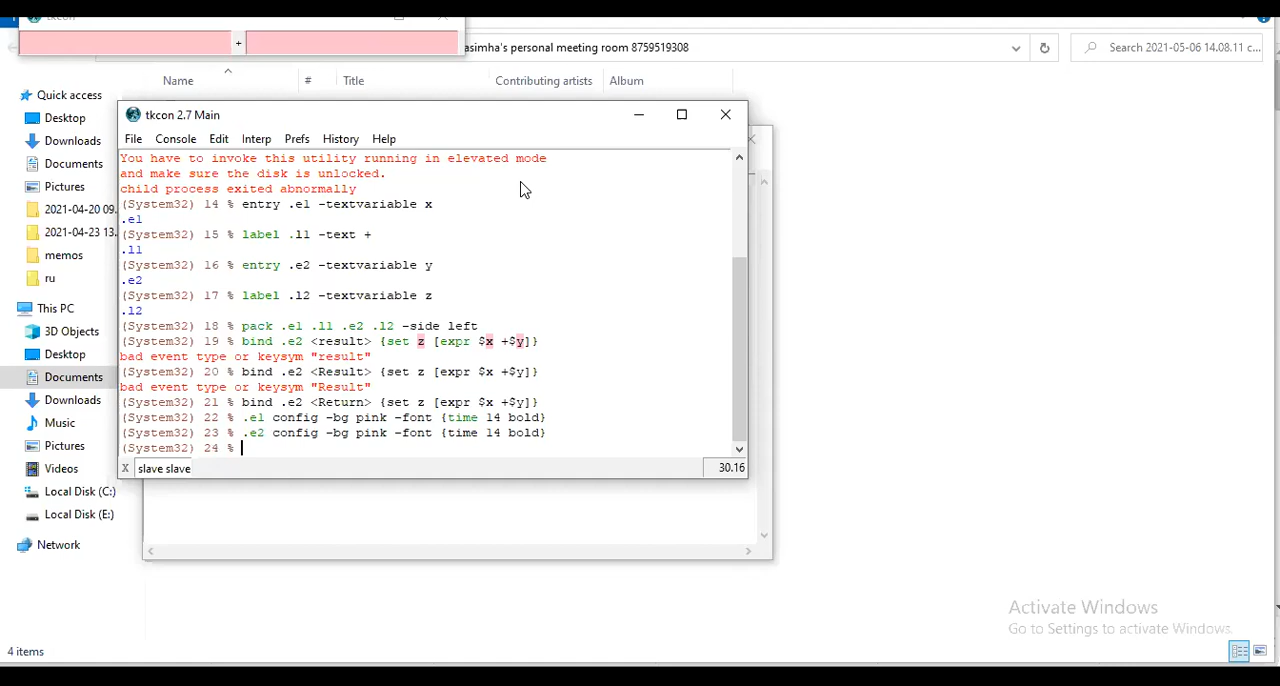 tkcon
+
asimha's personal meeting room 8759519308
Search 2021-05-06 14.08.11 c...
Name
#
Title
Contributing artists
Album
Quick access
Desktop
Downloads
Documents
Pictures
2021-04-20 09.
2021-04-23 13.
memos
ru
This PC
3D Objects
Desktop
Documents
Downloads
Music
Pictures
Videos
Local Disk (C:)
Local Disk (E:)
Network
4 items
tkcon 2.7 Main
File Console Edit Interp Prefs History Help
You have to invoke this utility running in elevated mode
and make sure the disk is unlocked.
child process exited abnormally
(System32) 14 % entry .e1 -textvariable x
.e1
(System32) 15 % label .l1 -text +
.l1
(System32) 16 % entry .e2 -textvariable y
.e2
(System32) 17 % label .l2 -textvariable z
.l2
(System32) 18 % pack .e1 .l1 .e2 .l2 -side left
(System32) 19 % bind .e2 <result> {set z [expr $x +$y]}
bad event type or keysym "result"
(System32) 20 % bind .e2 <Result> {set z [expr $x +$y]}
bad event type or keysym "Result"
(System32) 21 % bind .e2 <Return> {set z [expr $x +$y]}
(System32) 22 % .e1 config -bg pink -font {time 14 bold}
(System32) 23 % .e2 config -bg pink -font {time 14 bold}
(System32) 24 %
X slave slave
30.16
Activate Windows
Go to Settings to activate Windows.